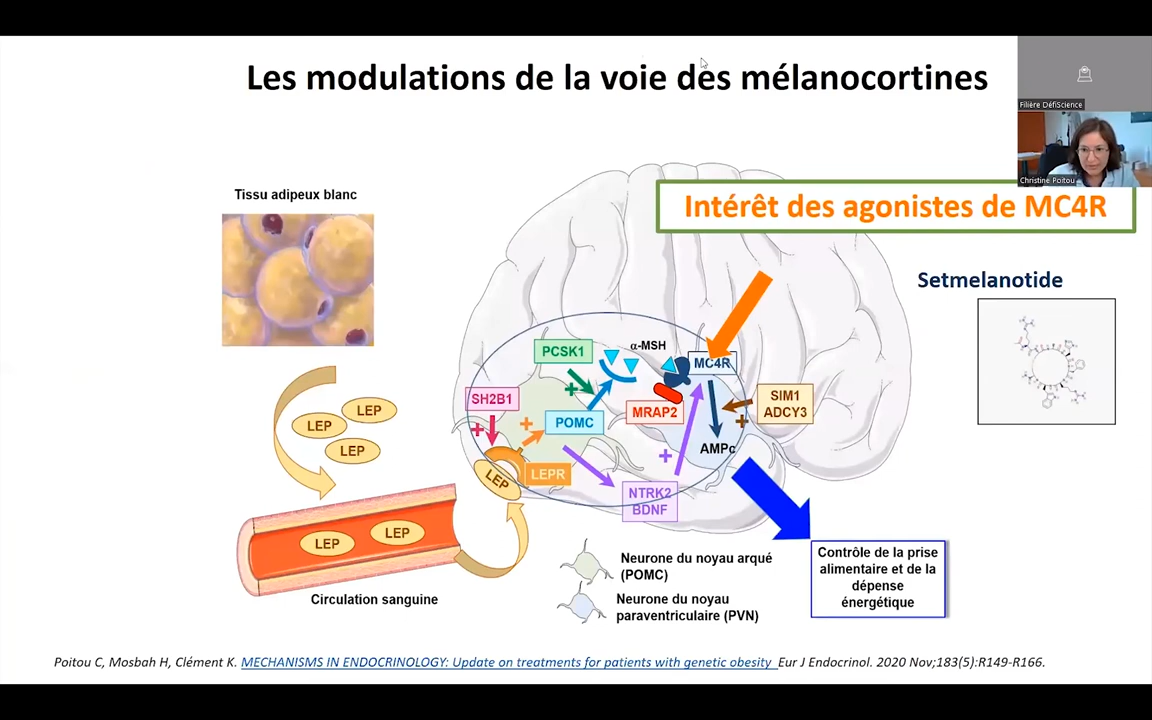 Les modulations de la voie des mélanocortines
Filière DéfiScience
Christine Poitou
Intérêt des agonistes de MC4R
Tissu adipeux blanc
Setmelanotide
PCSK1
α-MSH
MC4R
SH2B1
POMC
MRAP2
SIM1
ADCY3
AMPc
LEPR
LEP
NTRK2
BDNF
LEP
LEP
LEP
LEP
LEP
Circulation sanguine
Neurone du noyau arqué
(POMC)
Neurone du noyau
paraventriculaire (PVN)
Contrôle de la prise
alimentaire et de la
dépense
énergétique
Poitou C, Mosbah H, Clément K. MECHANISMS IN ENDOCRINOLOGY: Update on treatments for patients with genetic obesity Eur J Endocrinol. 2020 Nov;183(5):R149-R166.